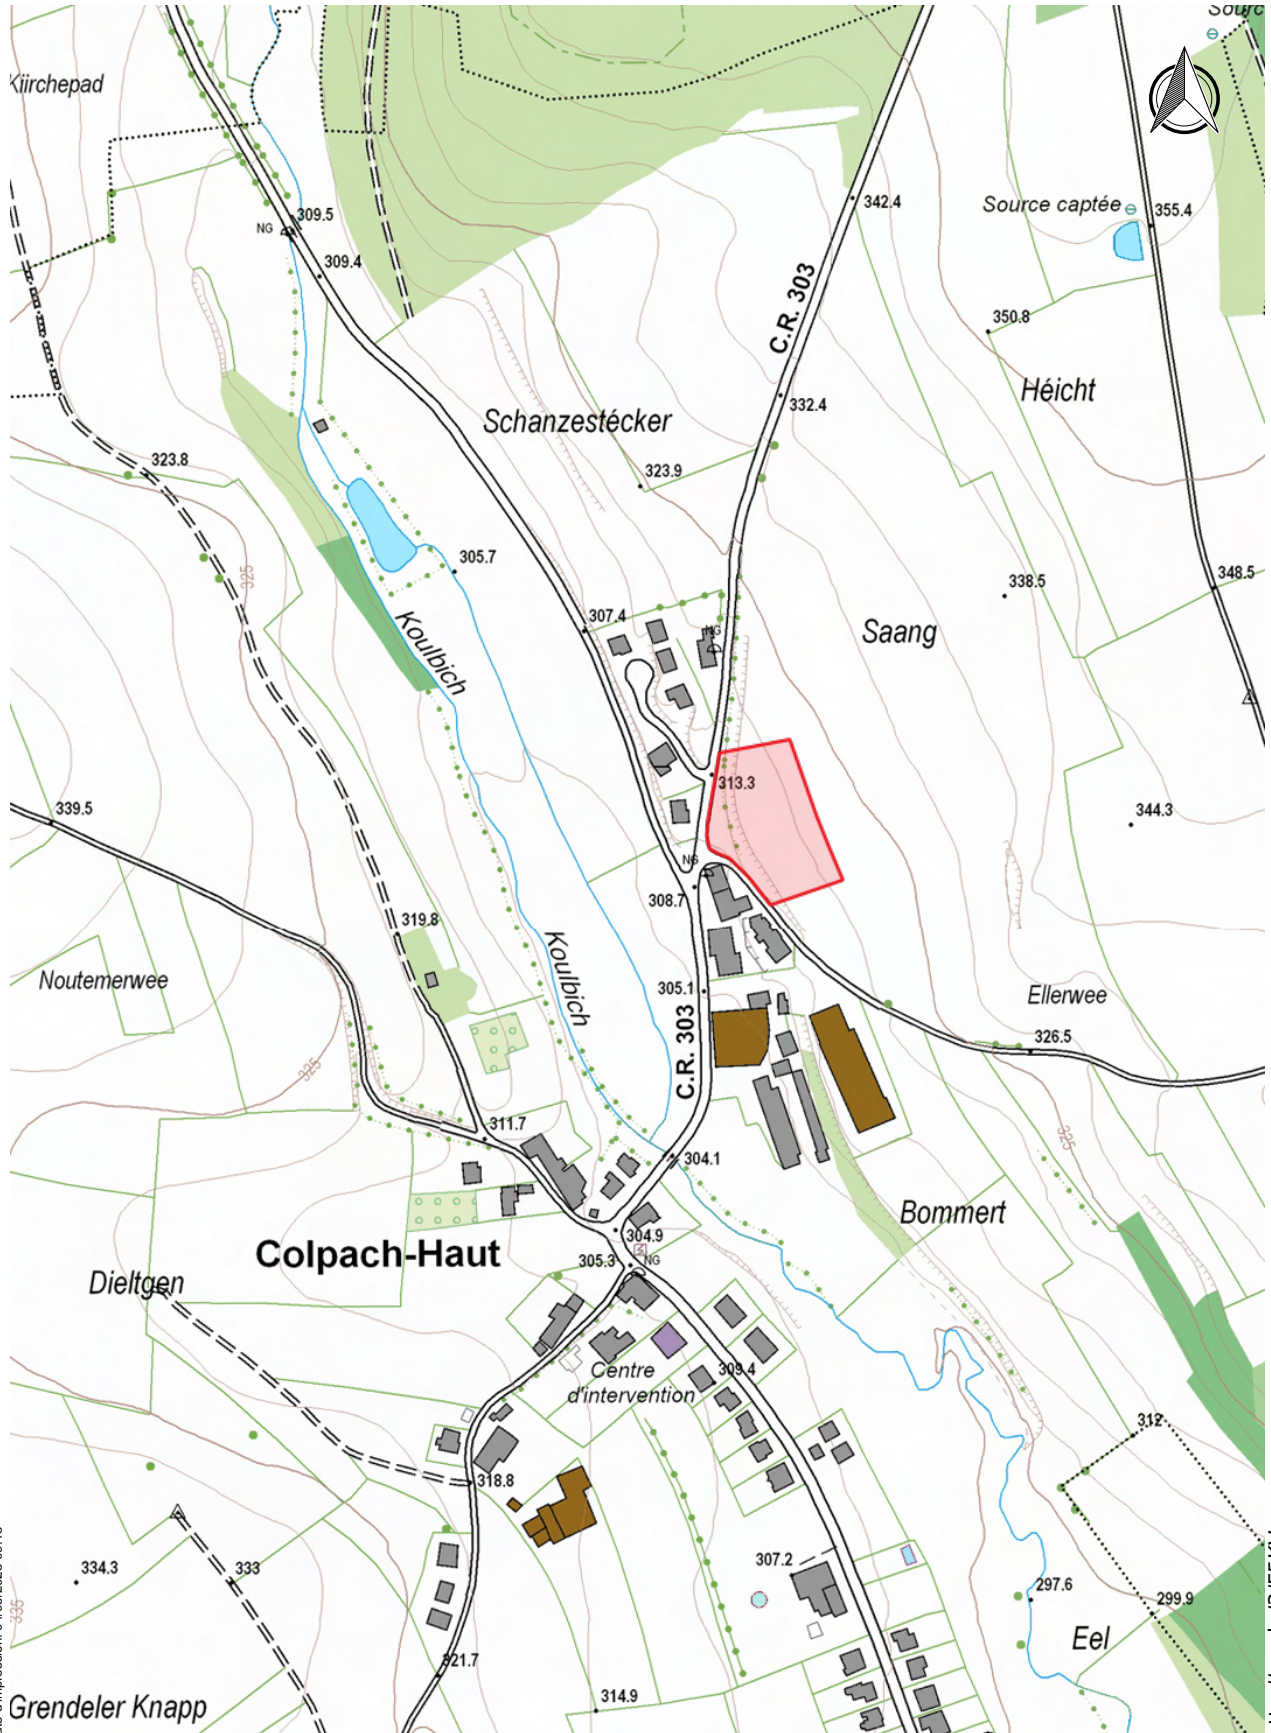 Kiirchepad
309.5
NG
309.4
342.4
Source captée
355.4
C.R. 303
350.8
Héicht
332.4
Schanzestécker
323.8
323.9
325
305.7
338.5
348.5
307.4
Koulbich
NG
Saang
313.3
339.5
344.3
NG
308.7
319.8
Koulbich
Noutemerwee
305.1
Ellerwee
C.R. 303
326.5
325
311.7
325
304.1
Bommert
304.9
Colpach-Haut
305.3
NG
Dieltgen
Centre
d'intervention
309.4
312
318.8
307.2
334.3
333
297.6
299.9
335
Eel
321.7
314.9
Grendeler Knapp